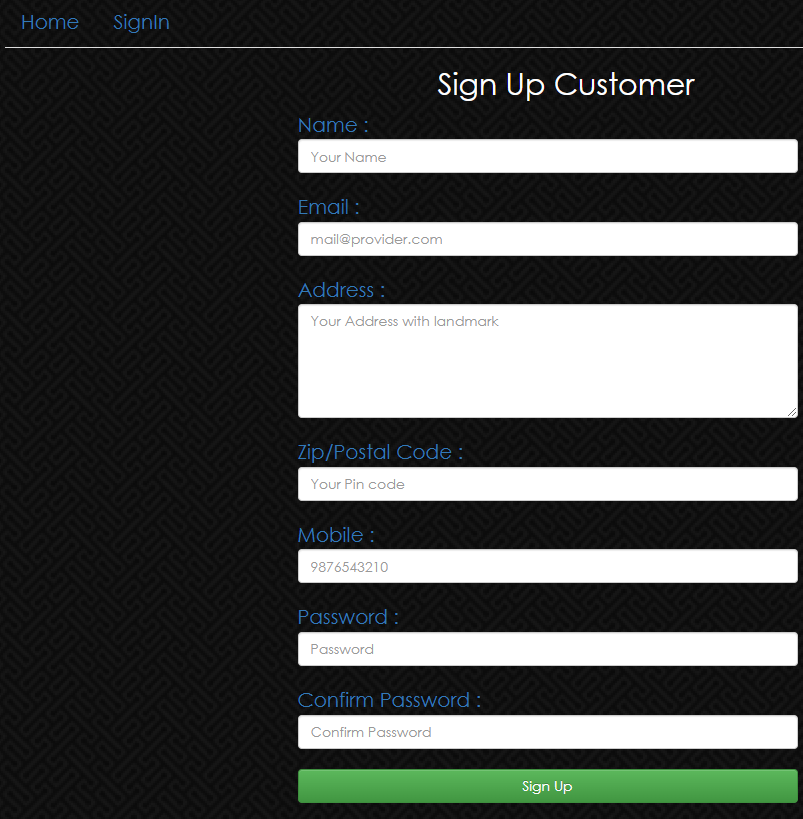 Home SignIn
Sign Up Customer
Name :
Your Name
Email :
mail@provider.com
Address :
Your Address with landmark
Zip/Postal Code :
Your Pin code
Mobile :
9876543210
Password :
Password
Confirm Password :
Confirm Password
Sign Up